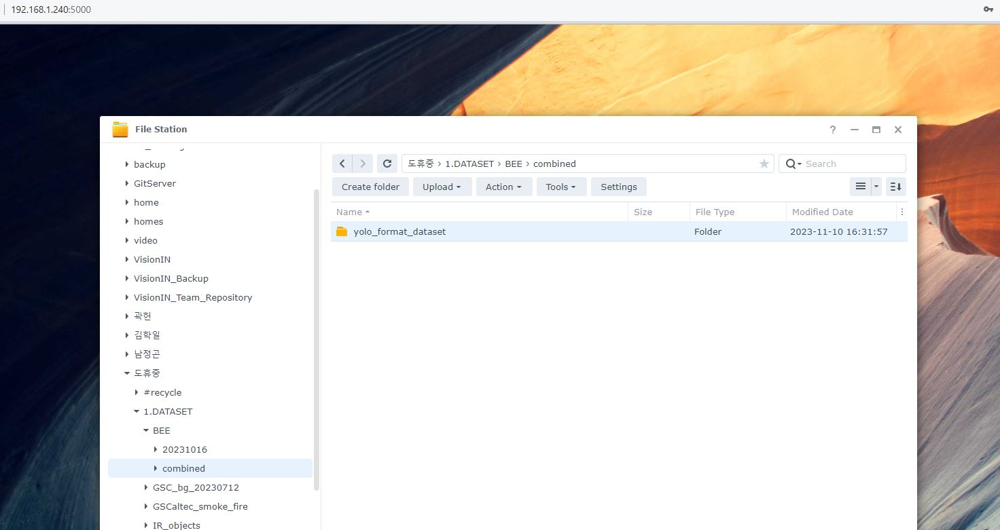 192.168.1.240:5000
File Station
?
backup
GitServer
home
homes
video
VisionIN
VisionIN_Backup
VisionIN_Team_Repository
곽헌
김학일
남정곤
도휴중
#recycle
1.DATASET
BEE
20231016
combined
GSC_bg_20230712
GSCaltec_smoke_fire
IR_objects
도휴중 › 1.DATASET › BEE › combined
Search
Create folder Upload Action Tools Settings
Name Size File Type Modified Date
yolo_format_dataset Folder 2023-11-10 16:31:57